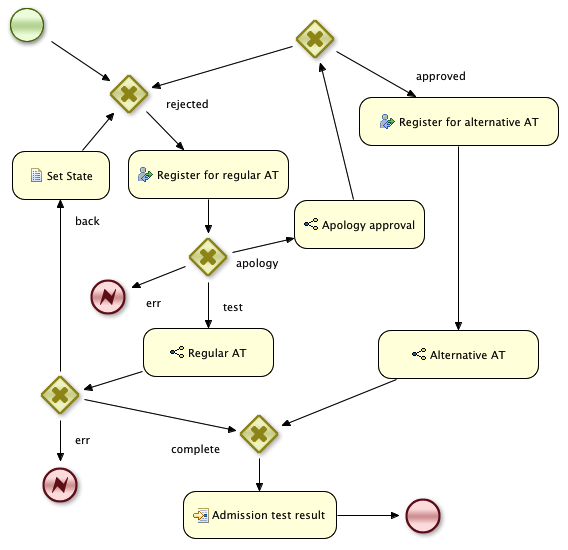 approved
rejected
Register for alternative AT
Set State
Register for regular AT
back
Apology approval
apology
err
test
Regular AT
Alternative AT
err
complete
Admission test result